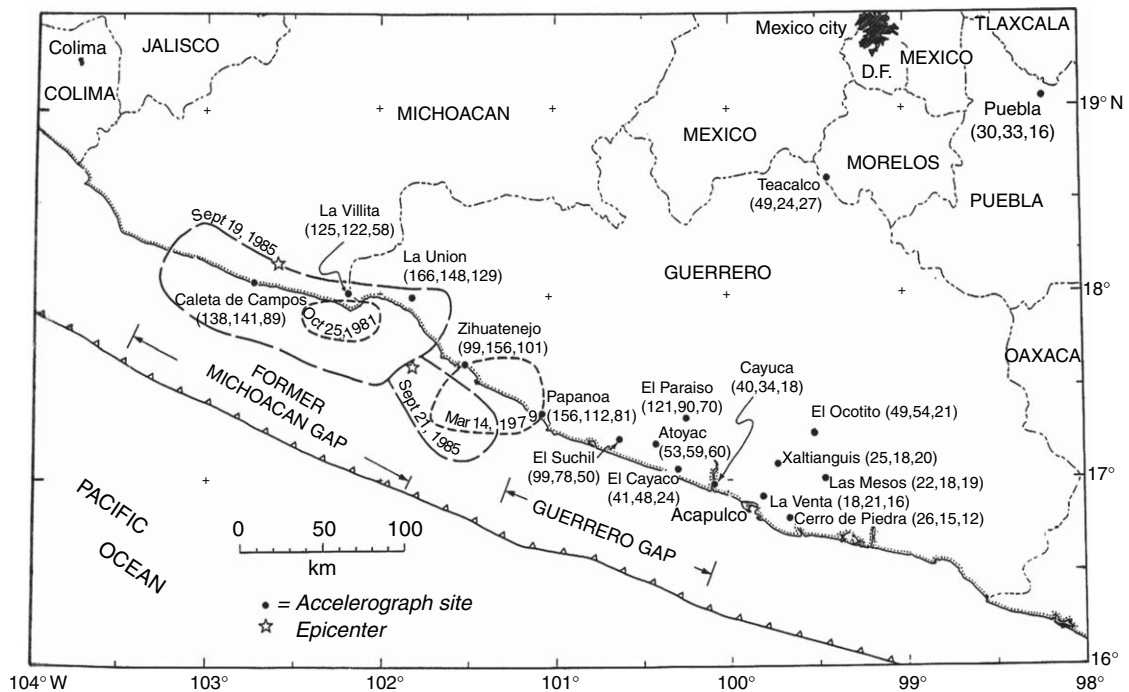 Mexico city
TLAXCALA
Colima
JALISCO
D.F.
MEXICO
COLIMA
MICHOACAN
19° N
Puebla
(30,33,16)
MEXICO
MORELOS
Teacalco
(49,24,27)
PUEBLA
Sept 19, 1985
La Villita
(125,122,58)
La Union
(166,148,129)
GUERRERO
18°
Caleta de Campos
(138,141,89)
Oct 25,1981
Zihuatenejo
(99,156,101)
OAXACA
FORMER
MICHOACAN GAP
Sept 21, 1985
Mar 14, 1979
Papanoa
(156,112,81)
El Paraiso
(121,90,70)
Cayuca
(40,34,18)
El Ocotito (49,54,21)
Atoyac
(53,59,60)
El Suchil
(99,78,50)
El Cayaco
(41,48,24)
Xaltianguis (25,18,20)
Las Mesos (22,18,19)
La Venta (18,21,16)
Acapulco
Cerro de Piedra (26,15,12)
17°
GUERRERO GAP
PACIFIC
OCEAN
0 50 100
km
= Accelerograph site
Epicenter
16°
104° W 103° 102° 101° 100° 99° 98°